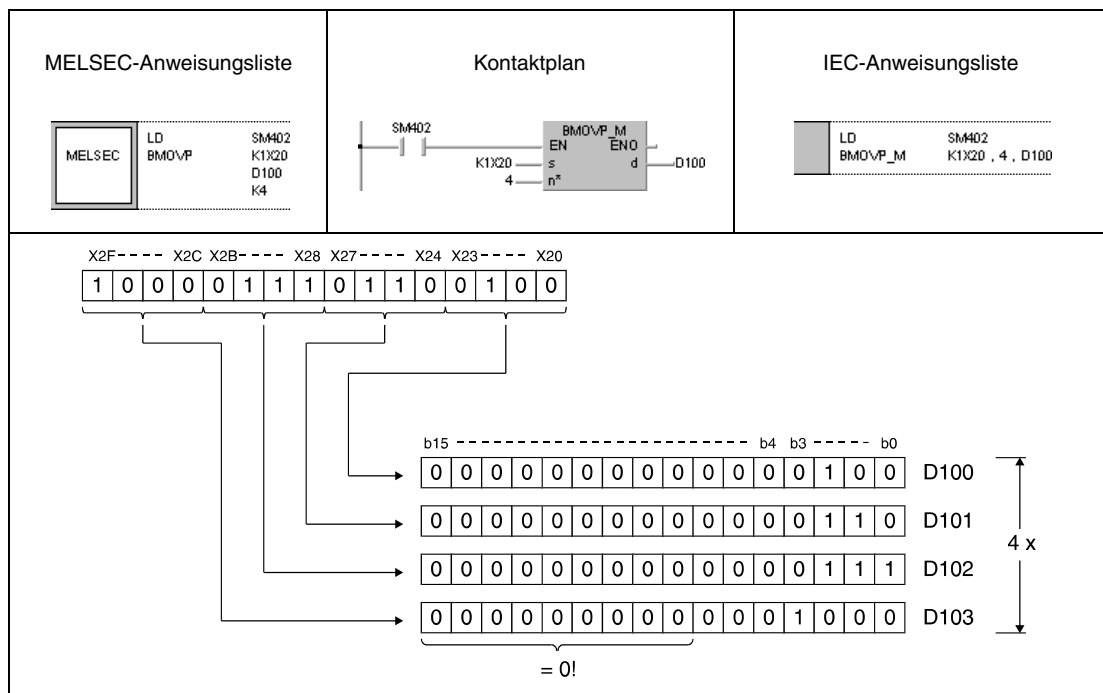 MELSEC-Anweisungsliste
Kontaktplan
IEC-Anweisungsliste
MELSEC
LD SM402
BMOVP K1X20
D100
K4
SM402
BMOVP_M
EN ENO
K1X20 s d D100
4 n*
LD SM402
BMOVP_M K1X20 , 4 , D100
X2F X2C X2B X28 X27 X24 X23 X20
1 0 0 0 0 1 1 1 0 1 1 0 0 1 0 0
b15 b4 b3 b0
0 0 0 0 0 0 0 0 0 0 0 0 0 1 0 0 D100
0 0 0 0 0 0 0 0 0 0 0 0 0 1 1 0 D101
4 x
0 0 0 0 0 0 0 0 0 0 0 0 0 1 1 1 D102
0 0 0 0 0 0 0 0 0 0 0 0 1 0 0 0 D103
= 0!